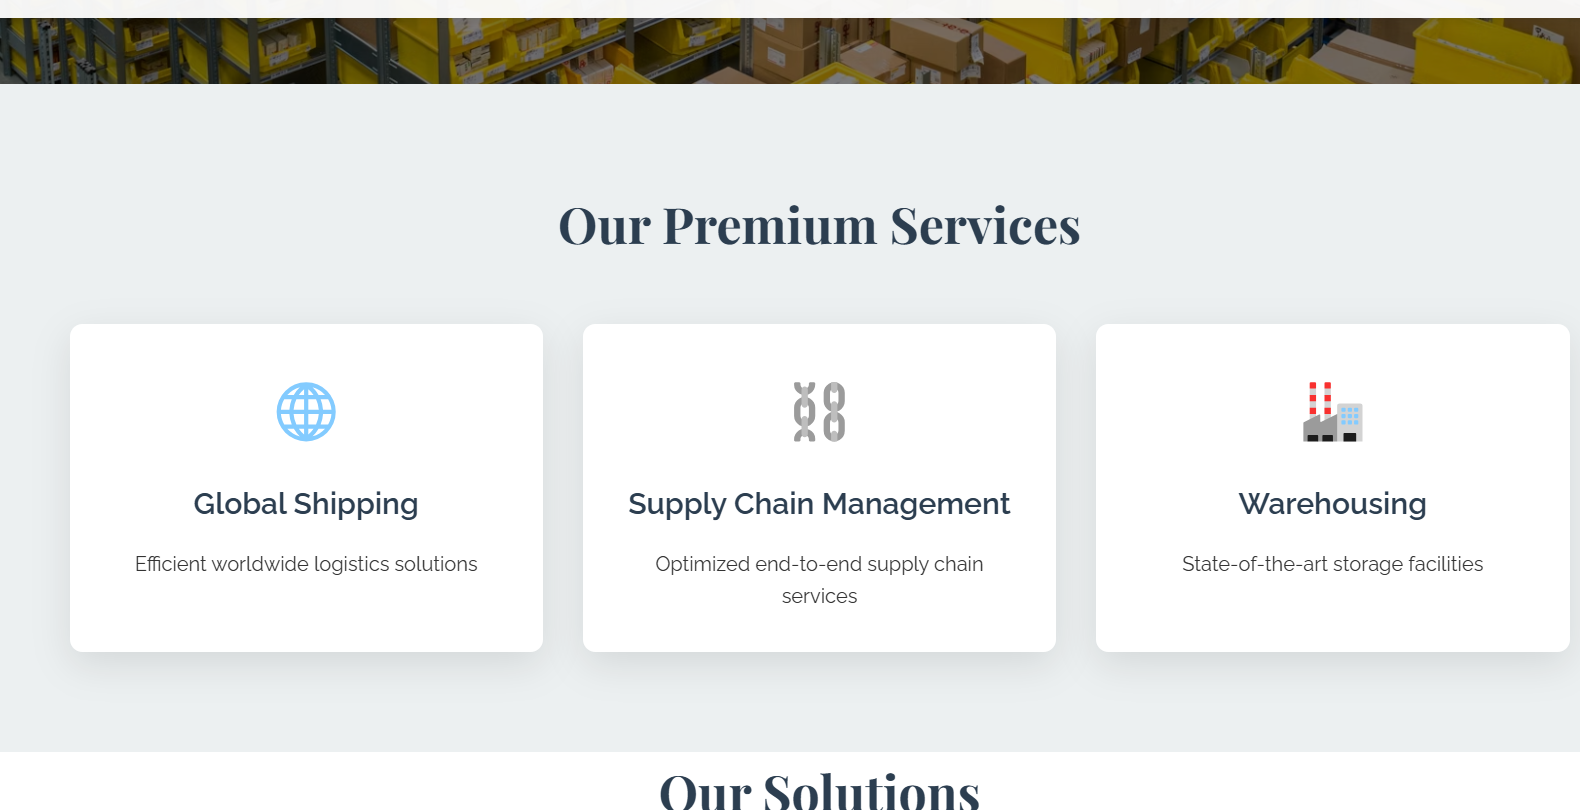 Our Premium Services
Global Shipping
Efficient worldwide logistics solutions
Supply Chain Management
Optimized end-to-end supply chain
services
Warehousing
State-of-the-art storage facilities
Our Solutions